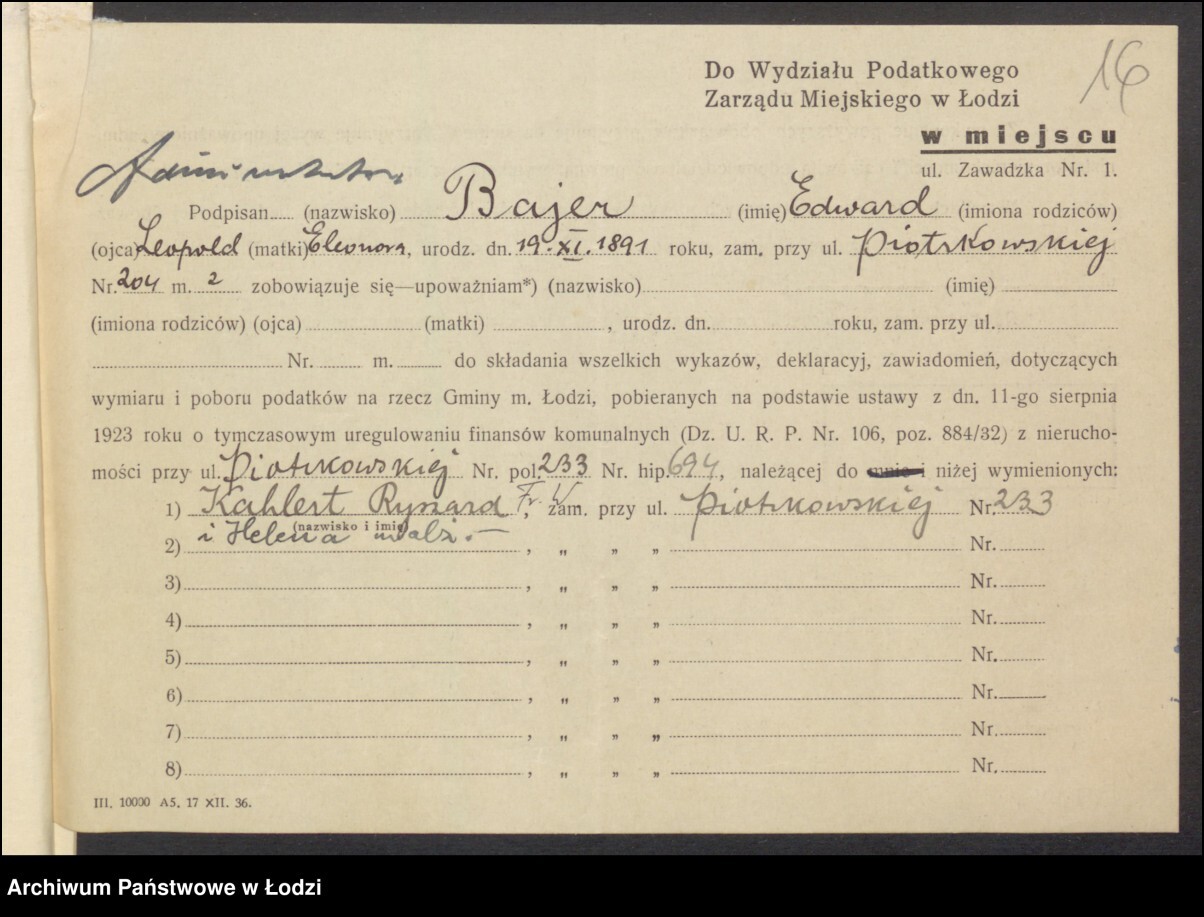 16
Do Wydziału Podatkowego
Zarządu Miejskiego w Łodzi
w miejscu
ul. Zawadzka Nr. 1.
Administrator
Podpisan..... (nazwisko) Bajer (imię) Edward (imiona rodziców)
(ojca) Leopold (matki) Eleonora, urodz. dn. 19.XI.1891 roku, zam. przy ul. Piotrkowskiej
Nr. 204 m. 2 zobowiązuje się—upoważniam*) (nazwisko) (imię)
(imiona rodziców) (ojca) (matki) , urodz. dn. roku, zam. przy ul.
Nr. m. do składania wszelkich wykazów, deklaracyj, zawiadomień, dotyczących
wymiaru i poboru podatków na rzecz Gminy m. Łodzi, pobieranych na podstawie ustawy z dn. 11-go sierpnia
1923 roku o tymczasowym uregulowaniu finansów komunalnych (Dz. U. R. P. Nr. 106, poz. 884/32) z nierucho-
mości przy ul. Piotrkowskiej Nr. pol. 233 Nr. hip. 694, należącej do mnie i niżej wymienionych:
1) Kahlert Ryszard Fr. W , zam. przy ul. Piotrkowskiej Nr. 233
(nazwisko i imię)
2) i Helena małż. — , „ „ „ Nr.
3) , „ „ „ Nr.
4) , „ „ „ Nr.
5) , „ „ „ Nr.
6) , „ „ „ Nr.
7) , „ „ „ Nr.
8) , „ „ „ Nr.
III. 10000 A5. 17 XII. 36.
Archiwum Państwowe w Łodzi